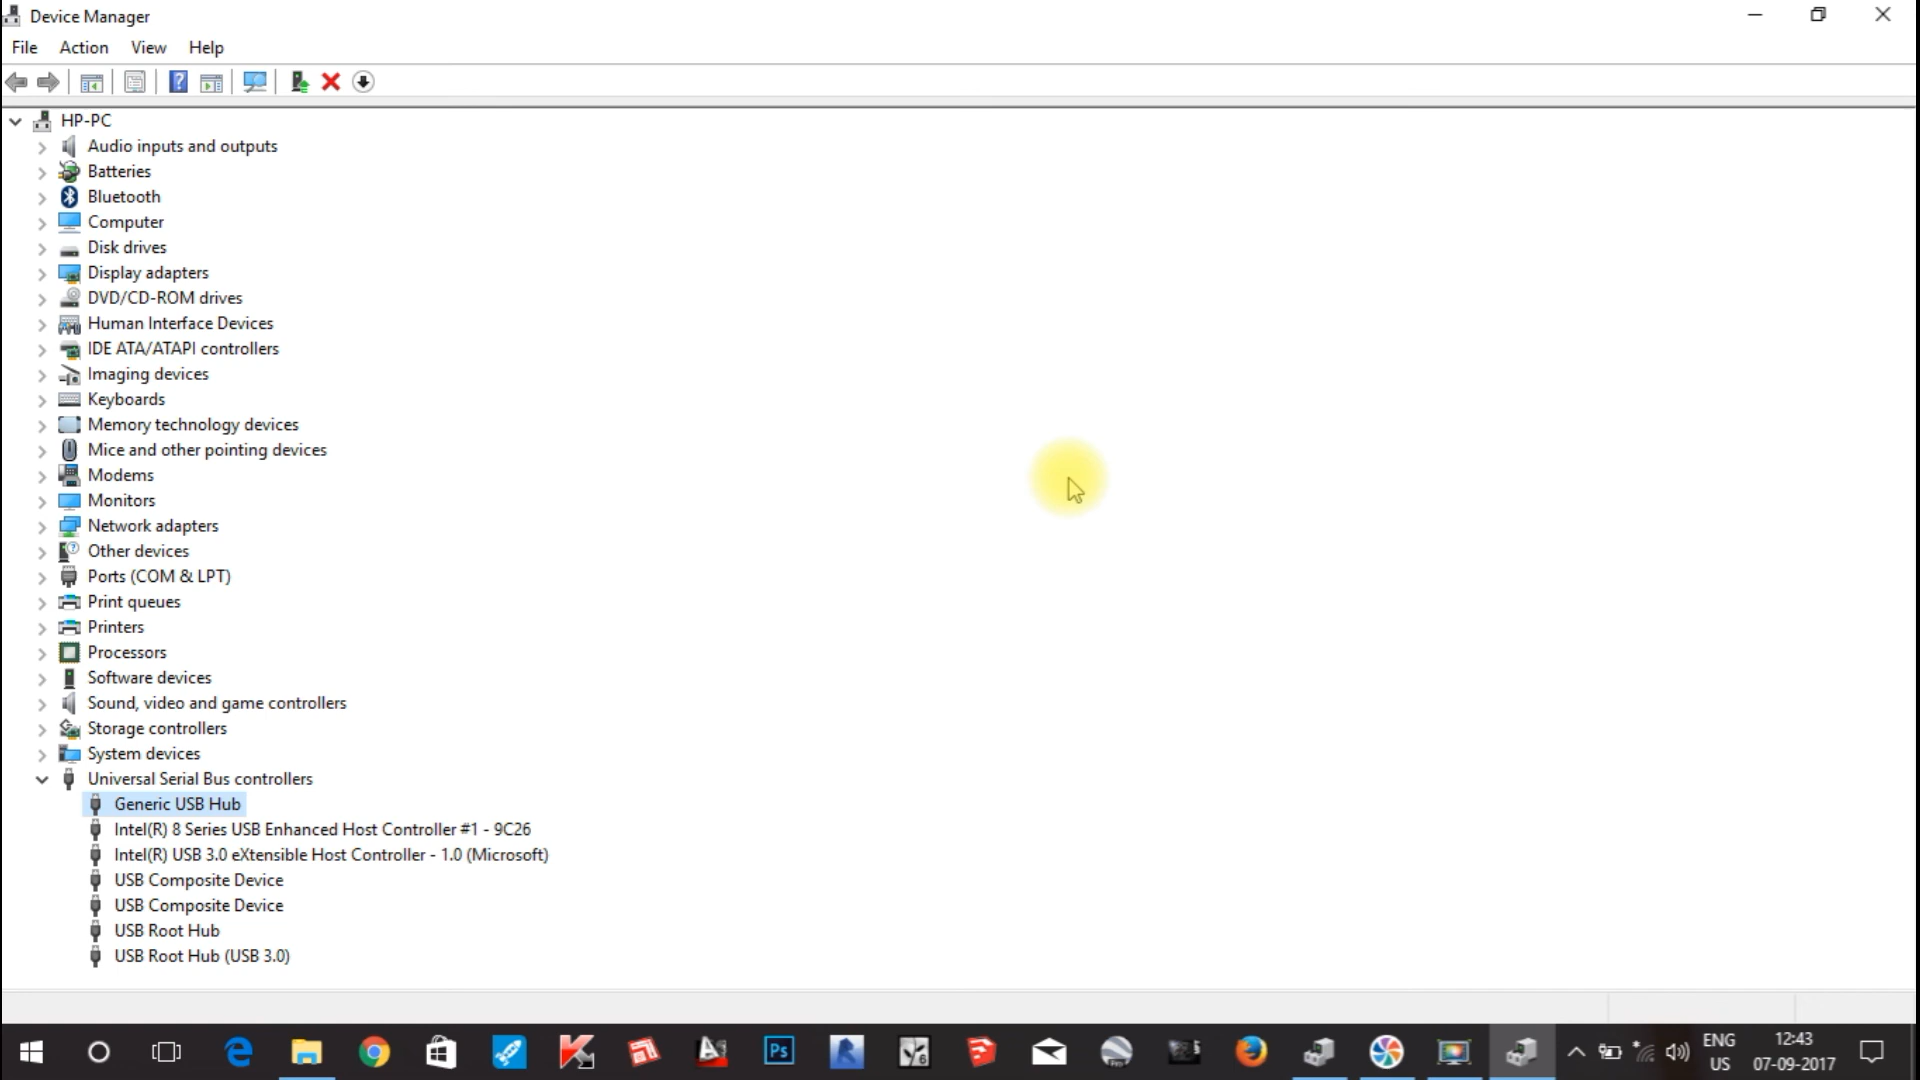 Device Manager
File Action View Help
HP-PC
Audio inputs and outputs
Batteries
Bluetooth
Computer
Disk drives
Display adapters
DVD/CD-ROM drives
Human Interface Devices
IDE ATA/ATAPI controllers
Imaging devices
Keyboards
Memory technology devices
Mice and other pointing devices
Modems
Monitors
Network adapters
Other devices
Ports (COM & LPT)
Print queues
Printers
Processors
Software devices
Sound, video and game controllers
Storage controllers
System devices
Universal Serial Bus controllers
Generic USB Hub
Intel(R) 8 Series USB Enhanced Host Controller #1 - 9C26
Intel(R) USB 3.0 eXtensible Host Controller - 1.0 (Microsoft)
USB Composite Device
USB Composite Device
USB Root Hub
USB Root Hub (USB 3.0)
Ps
ENG 12:43
US 07-09-2017